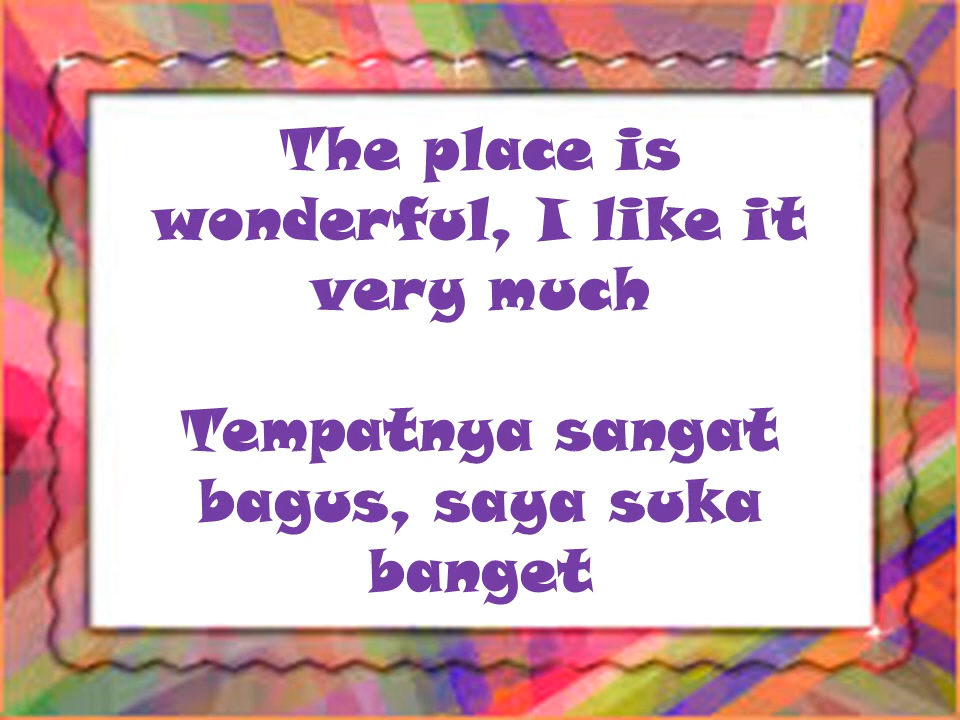 The place is
wonderful, I like it
very much
Tempatnya sangat
bagus, saya suka
banget